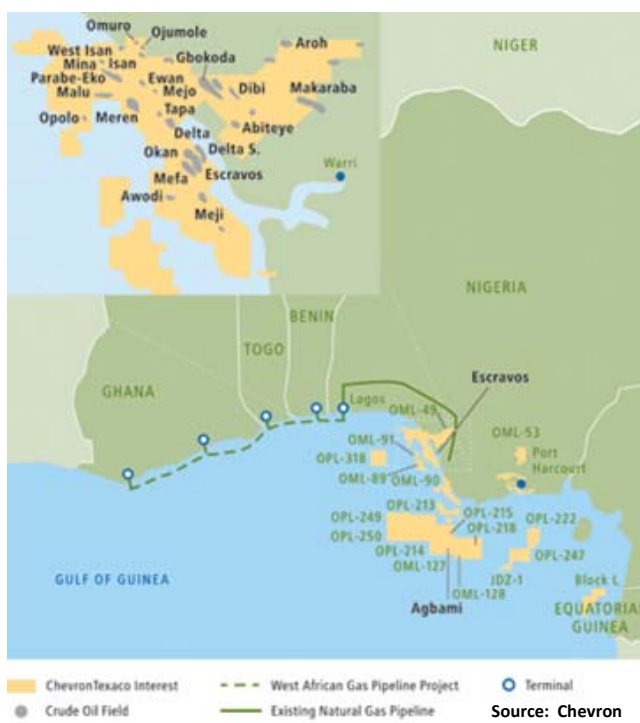 Omuro
Ojumole
West Isan
Mina
Isan
Gbokoda
Aroh
NIGER
Parabe-Eko
Ewan
Malu
Mejo
Dibi
Makaraba
Opolo
Meren
Tapa
Delta
Abiteye
Okan
Delta S.
Mefa
Escravos
Warri
Awodi
Meji
NIGERIA
BENIN
TOGO
GHANA
Lagos
Escravos
OML-49
OML-91
OML-53
OPL-318
Port
Harcourt
OML-89
OML-90
OPL-213
OPL-215
OPL-249
OPL-218
OPL-222
OPL-250
OPL-214
OPL-247
OML-127
JDZ-1
Block L
GULF OF GUINEA
OML-128
Agbami
EQUATORIAL
GUINEA
ChevronTexaco Interest
West African Gas Pipeline Project
Terminal
Crude Oil Field
Existing Natural Gas Pipeline
Source: Chevron